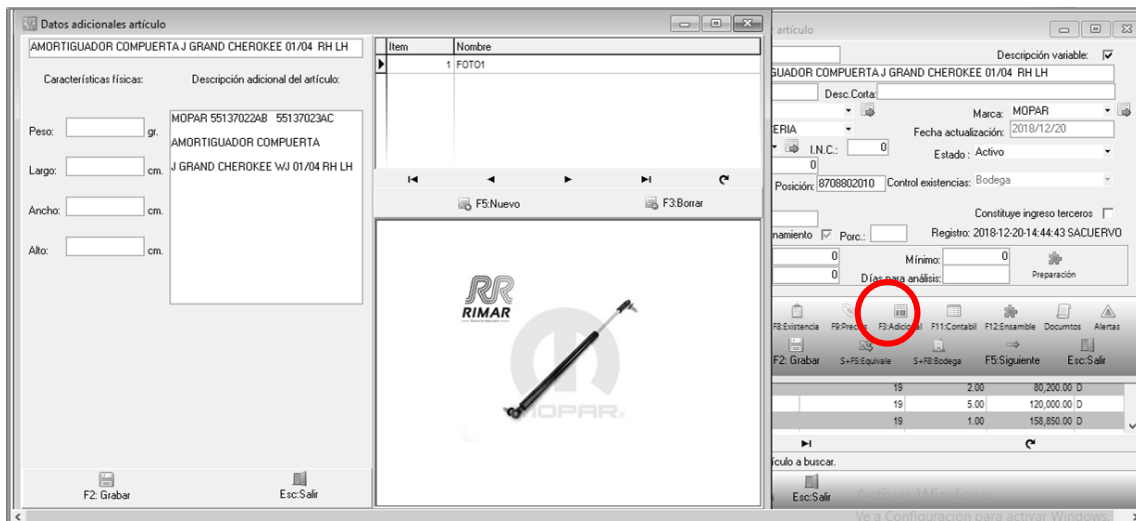 Datos adicionales artículo
AMORTIGUADOR COMPUERTA J GRAND CHEROKEE 01/04 RH LH
Características físicas:
Descripción adicional del artículo:
Peso: gr.
Largo: cm.
Ancho: cm.
Alto: cm.
MOPAR 55137022AB 55137023AC
AMORTIGUADOR COMPUERTA
J GRAND CHEROKEE WJ 01/04 RH LH
F2: Grabar
Esc:Salir
Item Nombre
1 FOTO1
F5:Nuevo
F3:Borrar
RIMAR
MOPAR
artículo
Descripción variable:
GUADOR COMPUERTA J GRAND CHEROKEE 01/04 RH LH
Desc.Corta:
Marca: MOPAR
ERIA
Fecha actualización: 2018/12/20
I.N.C.: 0
Estado : Activo
0
Posición: 8708802010 Control existencias: Bodega
Constituye ingreso terceros
namiento Porc.: Registro: 2018-12-20-14:44:43 SACUERVO
0 Mínimo: 0
0 Días para análisis:
Preparación
F8:Existencia F9:Precios F3:Adicional F11:Contabil F12:Ensamble Documtos Alertas
F2: Grabar S+F5:Equivale S+F8:Bodega F5:Siguiente Esc:Salir
19 2.00 80,200.00 D
19 5.00 120,000.00 D
19 1.00 158,850.00 D
ículo a buscar.
Esc:Salir
Activar Windows
Ve a Configuración para activar Windows.